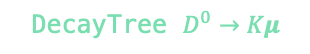 DecayTree D⁰ → Kμ